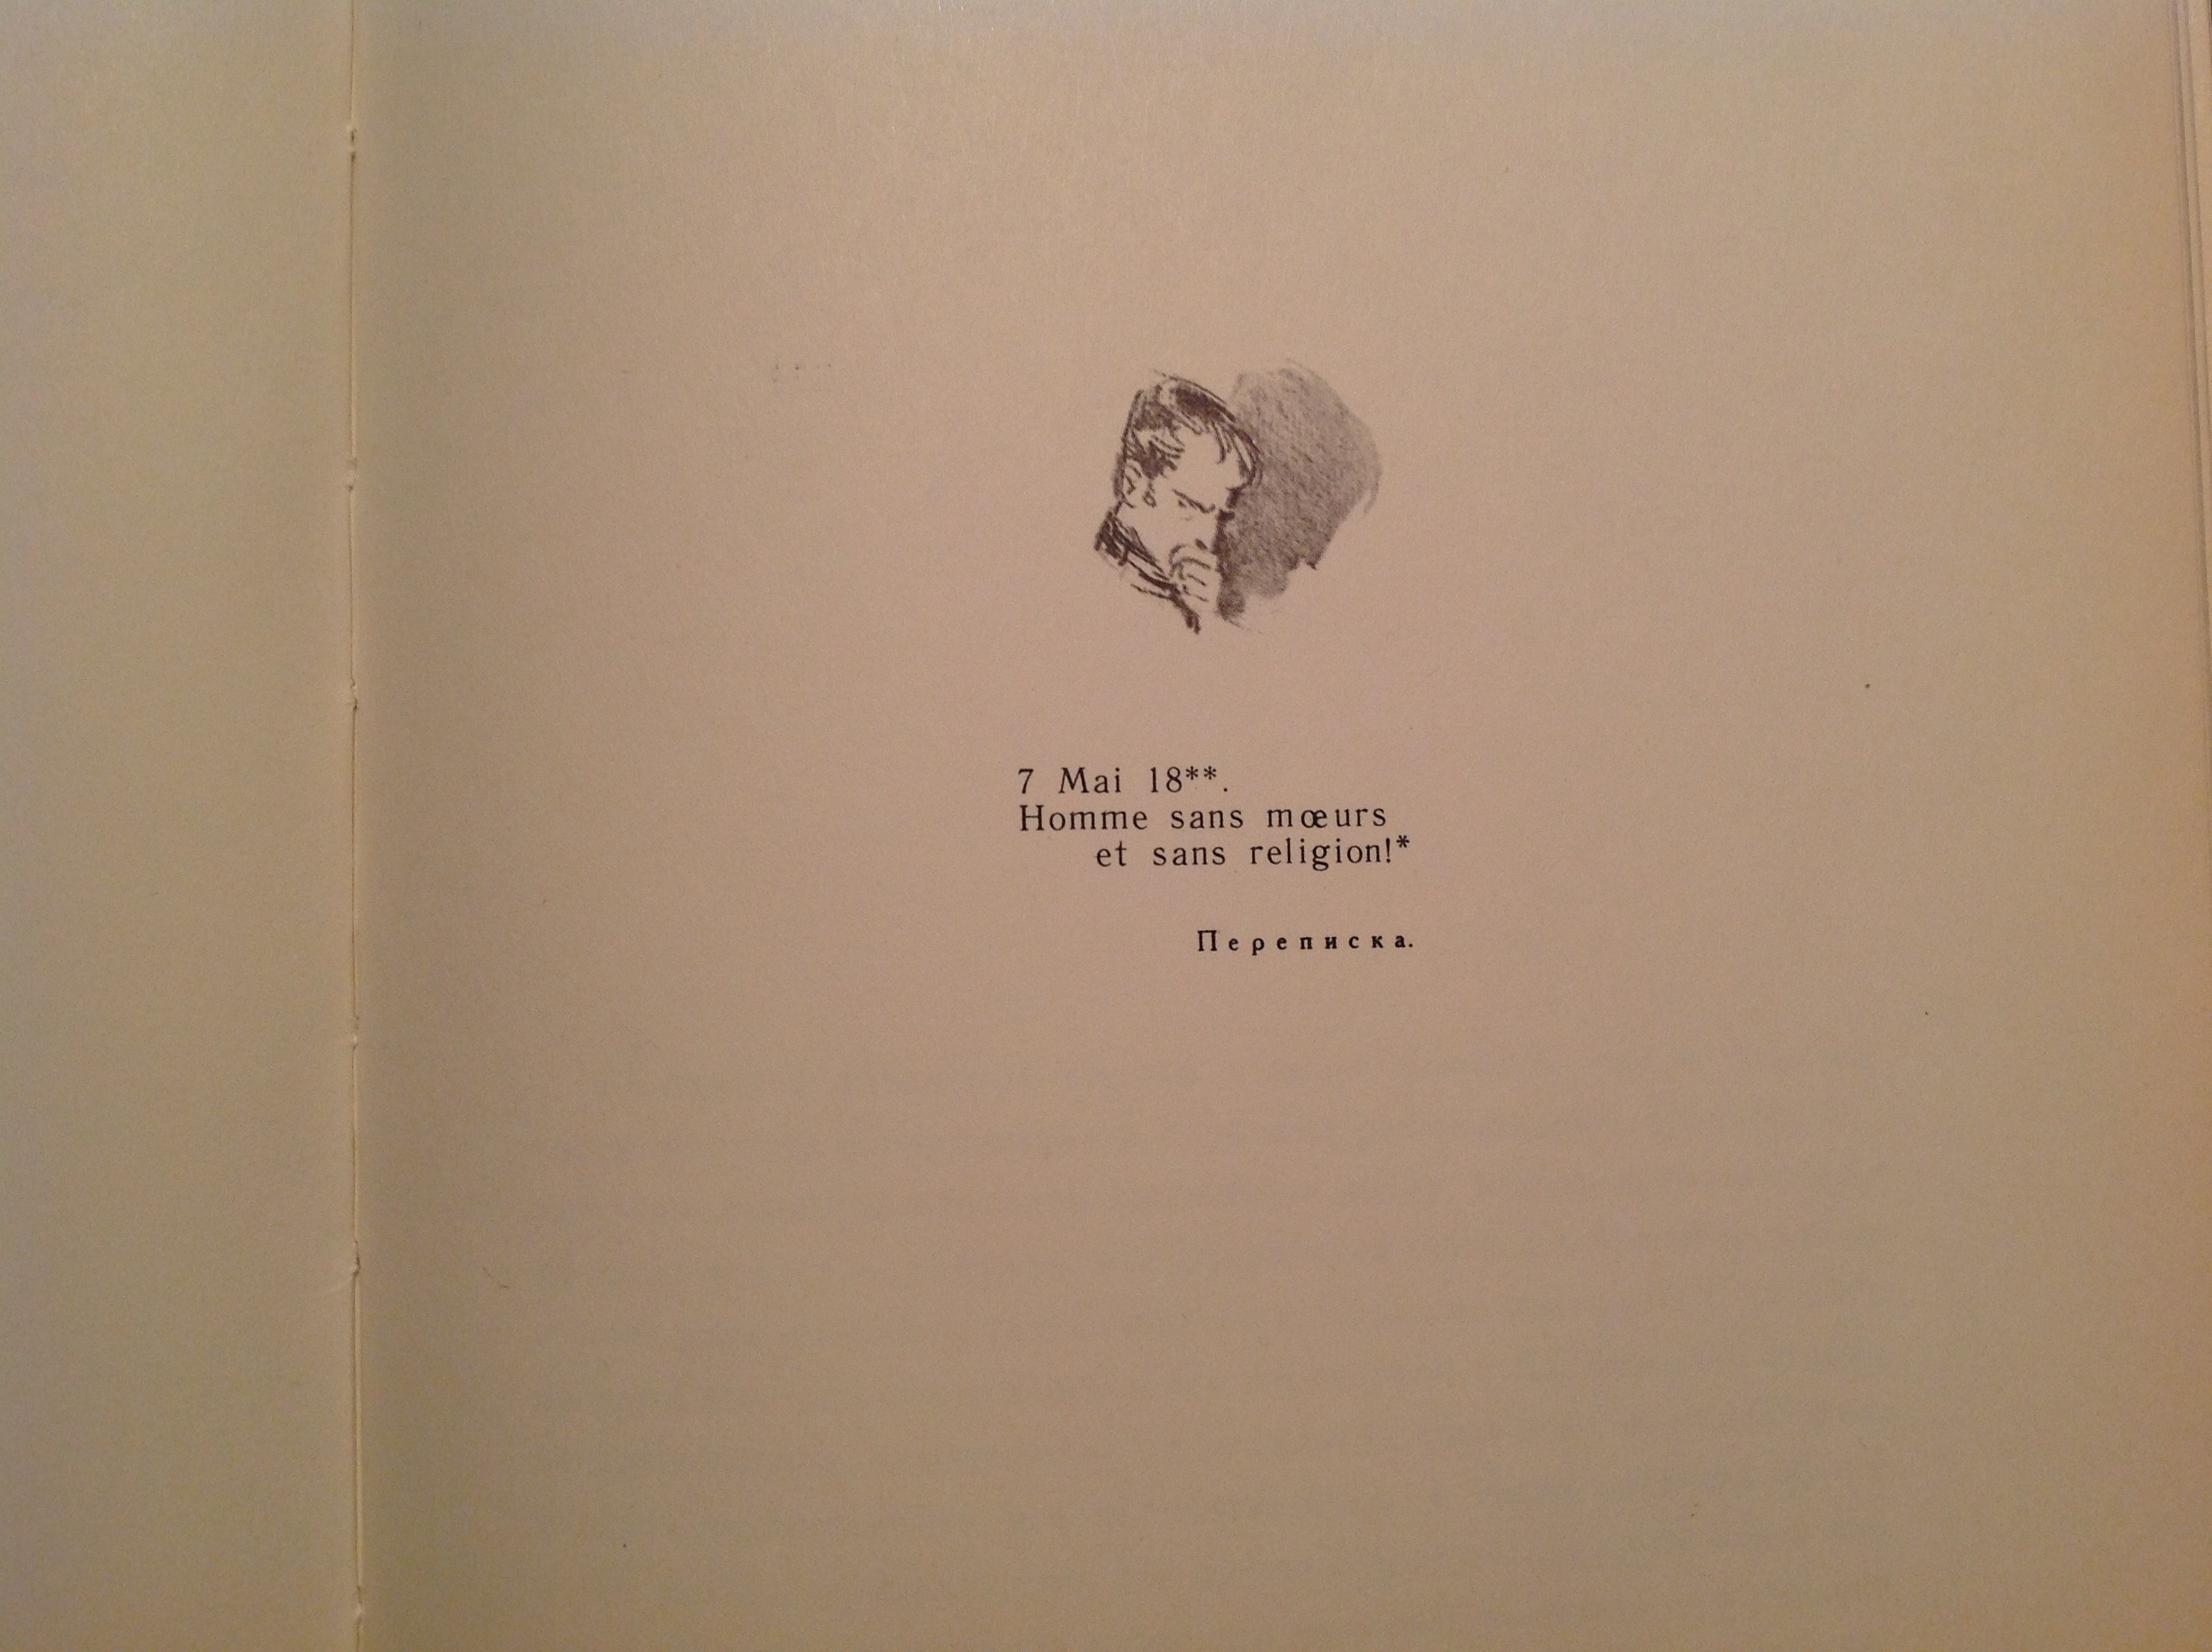 7 Mai 18**.
Homme sans mœurs
et sans religion!*
Переписка.